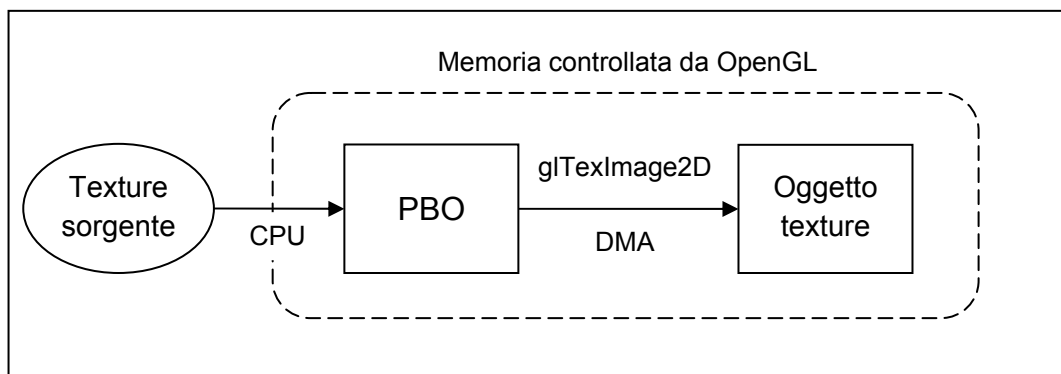 Memoria controllata da OpenGL
Texture
sorgente
CPU
PBO
glTexImage2D
DMA
Oggetto
texture